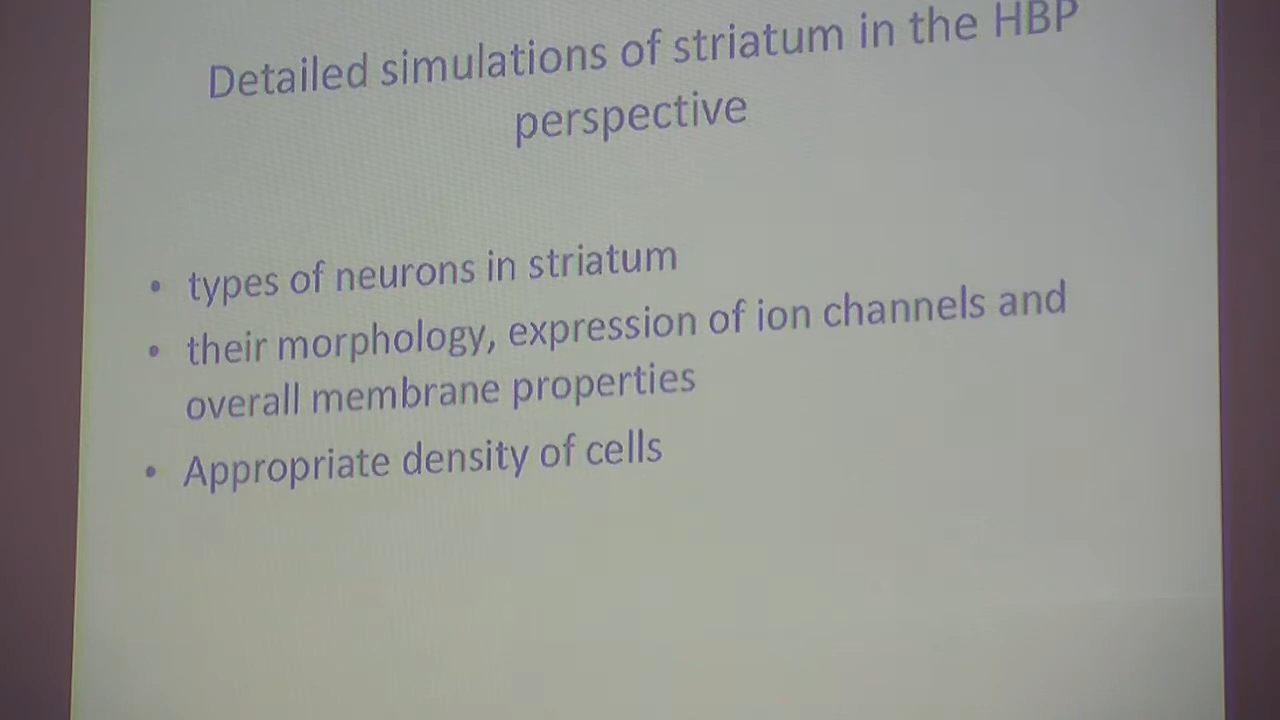 Detailed simulations of striatum in the HBP
perspective
• types of neurons in striatum
• their morphology, expression of ion channels and
overall membrane properties
• Appropriate density of cells